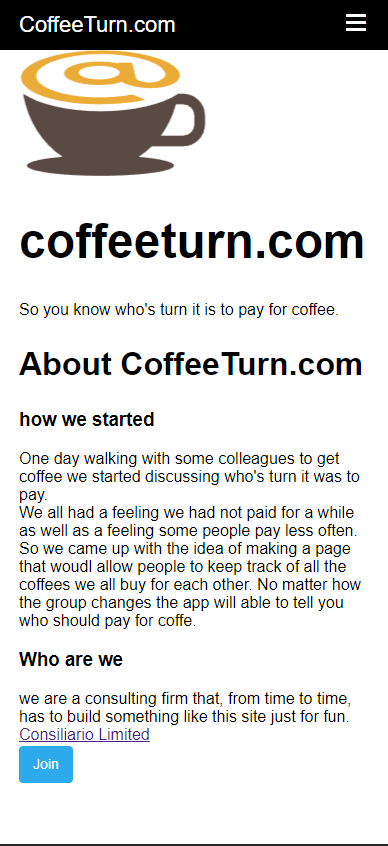 CoffeeTurn.com
@
coffeeturn.com
So you know who's turn it is to pay for coffee.
About CoffeeTurn.com
how we started
One day walking with some colleagues to get
coffee we started discussing who's turn it was to
pay.
We all had a feeling we had not paid for a while
as well as a feeling some people pay less often.
So we came up with the idea of making a page
that woudl allow people to keep track of all the
coffees we all buy for each other. No matter how
the group changes the app will able to tell you
who should pay for coffe.
Who are we
we are a consulting firm that, from time to time,
has to build something like this site just for fun.
Consiliario Limited
Join